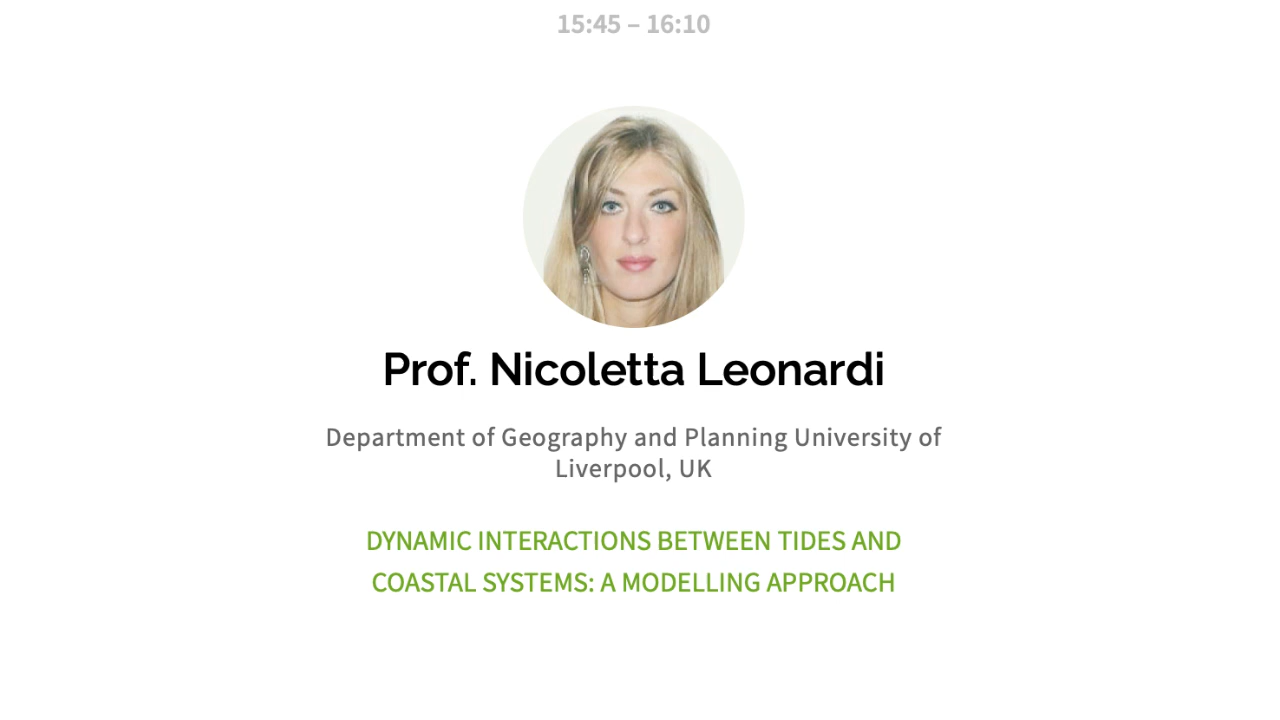 15:45 – 16:10
Prof. Nicoletta Leonardi
Department of Geography and Planning University of
Liverpool, UK
DYNAMIC INTERACTIONS BETWEEN TIDES AND
COASTAL SYSTEMS: A MODELLING APPROACH